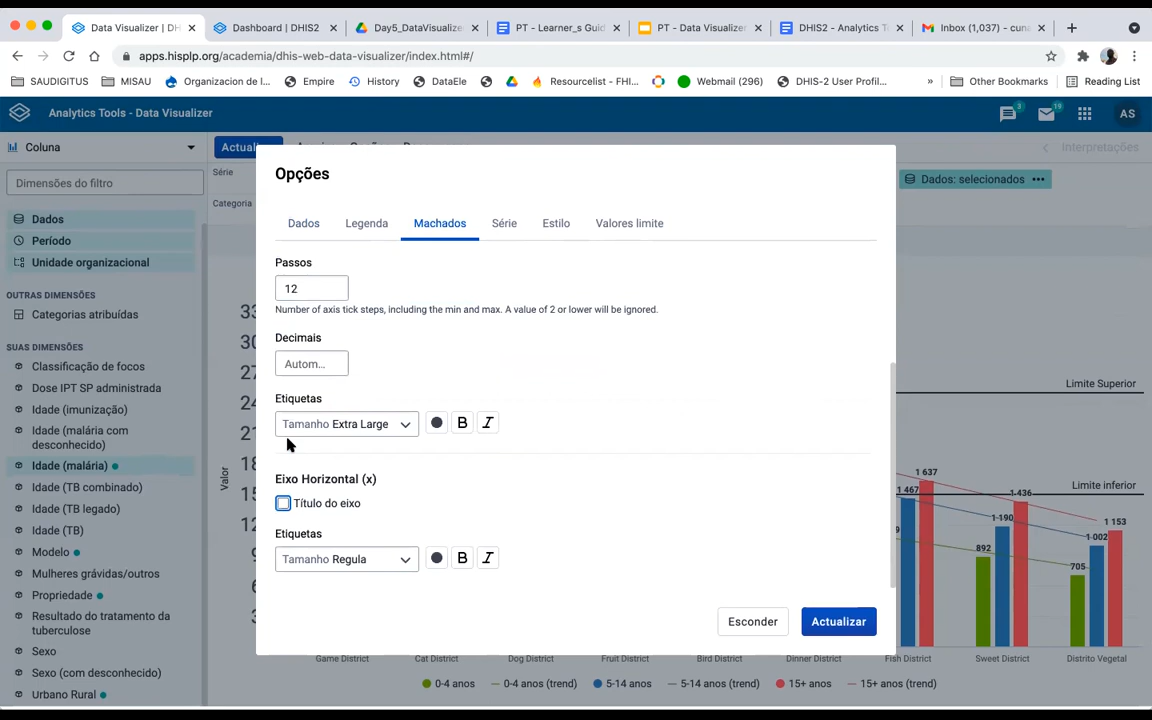 Data Visualizer | DH
Dashboard | DHIS2
Day5_DataVisualize
PT - Learner_s Guid
PT - Data Visualizer
DHIS2 - Analytics T
Inbox (1,037) - cuna
apps.hisplp.org/academia/dhis-web-data-visualizer/index.html#/
SAUDIGITUS
MISAU
Organizacion de I...
Empire
History
DataEle
Resourcelist - FHI...
Webmail (296)
DHIS-2 User Profil...
»
Other Bookmarks
Reading List
Analytics Tools - Data Visualizer
3
19
AS
Coluna
Actuali
Interpretações
Dimensões do filtro
Série
Categoria
Dados: selecionados
Dados
Período
Unidade organizacional
OUTRAS DIMENSÕES
Categorias atribuídas
SUAS DIMENSÕES
Classificação de focos
Dose IPT SP administrada
Idade (imunização)
Idade (malária com
desconhecido)
Idade (malária)
Idade (TB combinado)
Idade (TB legado)
Idade (TB)
Modelo
Mulheres grávidas/outros
Propriedade
Resultado do tratamento da
tuberculose
Sexo
Sexo (com desconhecido)
Urbano Rural
Opções
Dados
Legenda
Machados
Série
Estilo
Valores limite
Passos
12
Number of axis tick steps, including the min and max. A value of 2 or lower will be ignored.
Decimais
Autom...
Etiquetas
Tamanho Extra Large
B
I
Eixo Horizontal (x)
Título do eixo
Etiquetas
Tamanho Regula
B
I
Esconder
Actualizar
Valor
Limite Superior
Limite inferior
1 637
1 467
1 436
1 190
892
1 153
1 002
705
Game District
Cat District
Dog District
Fruit District
Bird District
Dinner District
Fish District
Sweet District
Distrito Vegetal
0-4 anos
0-4 anos (trend)
5-14 anos
5-14 anos (trend)
15+ anos
15+ anos (trend)